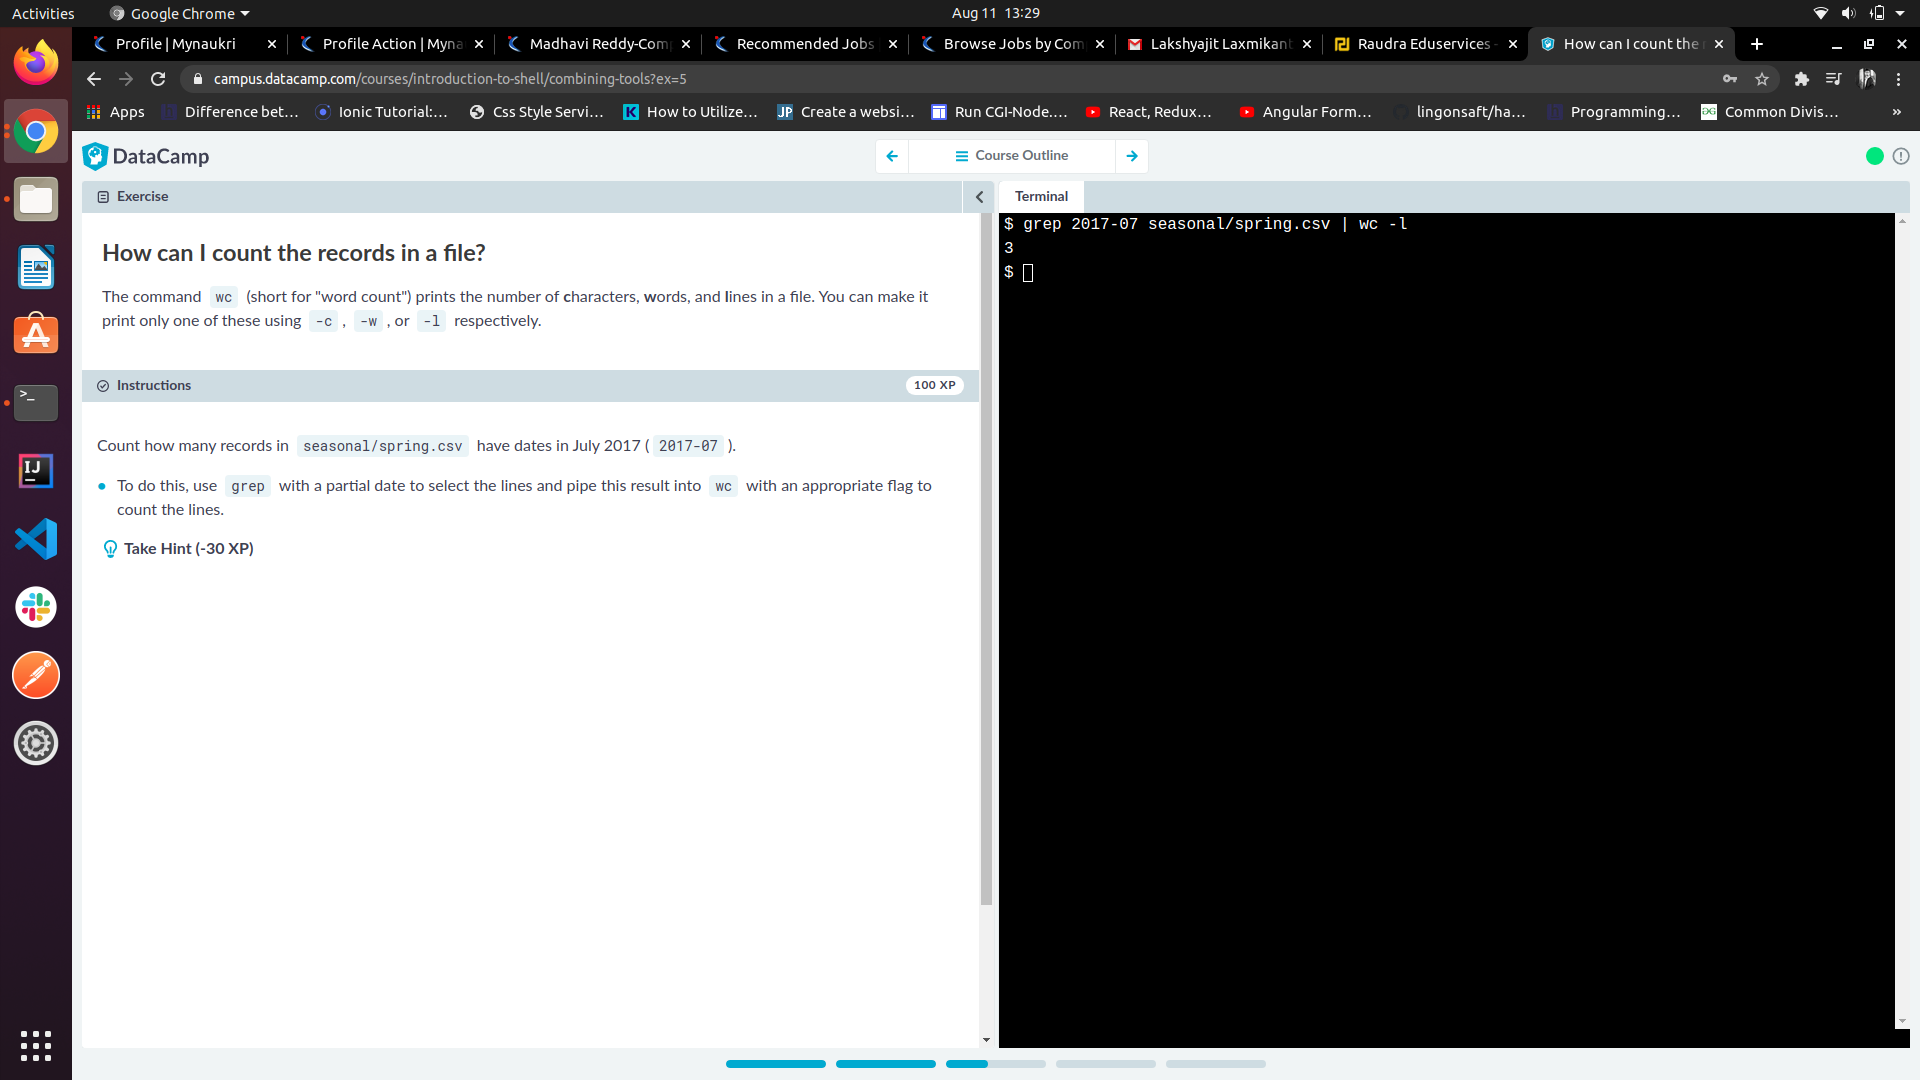 Activities
Google Chrome
Aug 11 13:29
Profile | Mynaukri
Profile Action | Myna
Madhavi Reddy-Com
Recommended Jobs
Browse Jobs by Com
Lakshyajit Laxmikant
Raudra Eduservices -
How can I count the r
campus.datacamp.com/courses/introduction-to-shell/combining-tools?ex=5
Apps
Difference bet...
Ionic Tutorial:...
Css Style Servi...
K
How to Utilize...
JP
Create a websi...
Run CGI-Node....
React, Redux...
Angular Form...
lingonsaft/ha...
Programming...
Common Divis...
»
DataCamp
Course Outline
Exercise
Terminal
How can I count the records in a file?
The command wc (short for "word count") prints the number of characters, words, and lines in a file. You can make it
print only one of these using -c , -w , or -l respectively.
Instructions
100 XP
Count how many records in seasonal/spring.csv have dates in July 2017 ( 2017-07 ).
To do this, use grep with a partial date to select the lines and pipe this result into wc with an appropriate flag to
count the lines.
Take Hint (-30 XP)
$ grep 2017-07 seasonal/spring.csv | wc -l
3
$
>_
IJ